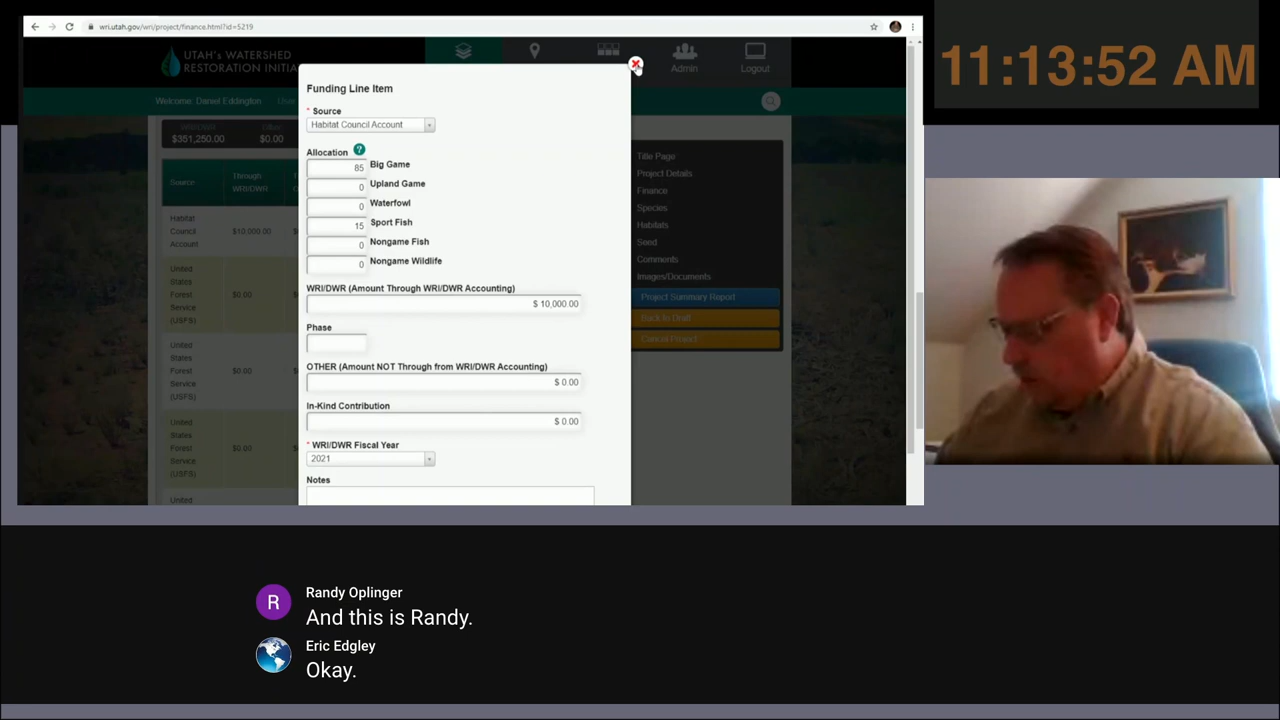 wri.utah.gov/wri/project/finance.html?id=5219
11:13:52 AM
UTAH's WATERSHED
RESTORATION INITIA
Admin
Logout
Welcome: Daniel Eddington
User
$351,250.00
$0.00
Source
Through
WRI/DWR
Habitat
Council
Account
$10,000.00
United
States
Forest
Service
(USFS)
$0.00
United
States
Forest
Service
(USFS)
$0.00
United
States
Forest
Service
(USFS)
$0.00
United
Funding Line Item
* Source
Habitat Council Account
Allocation ?
85 Big Game
0 Upland Game
0 Waterfowl
15 Sport Fish
0 Nongame Fish
0 Nongame Wildlife
WRI/DWR (Amount Through WRI/DWR Accounting)
$ 10,000.00
Phase
OTHER (Amount NOT Through from WRI/DWR Accounting)
$ 0.00
In-Kind Contribution
$ 0.00
* WRI/DWR Fiscal Year
2021
Notes
Title Page
Project Details
Finance
Species
Habitats
Seed
Comments
Images/Documents
Project Summary Report
Back to Draft
Cancel Project
R
Randy Oplinger
And this is Randy.
Eric Edgley
Okay.